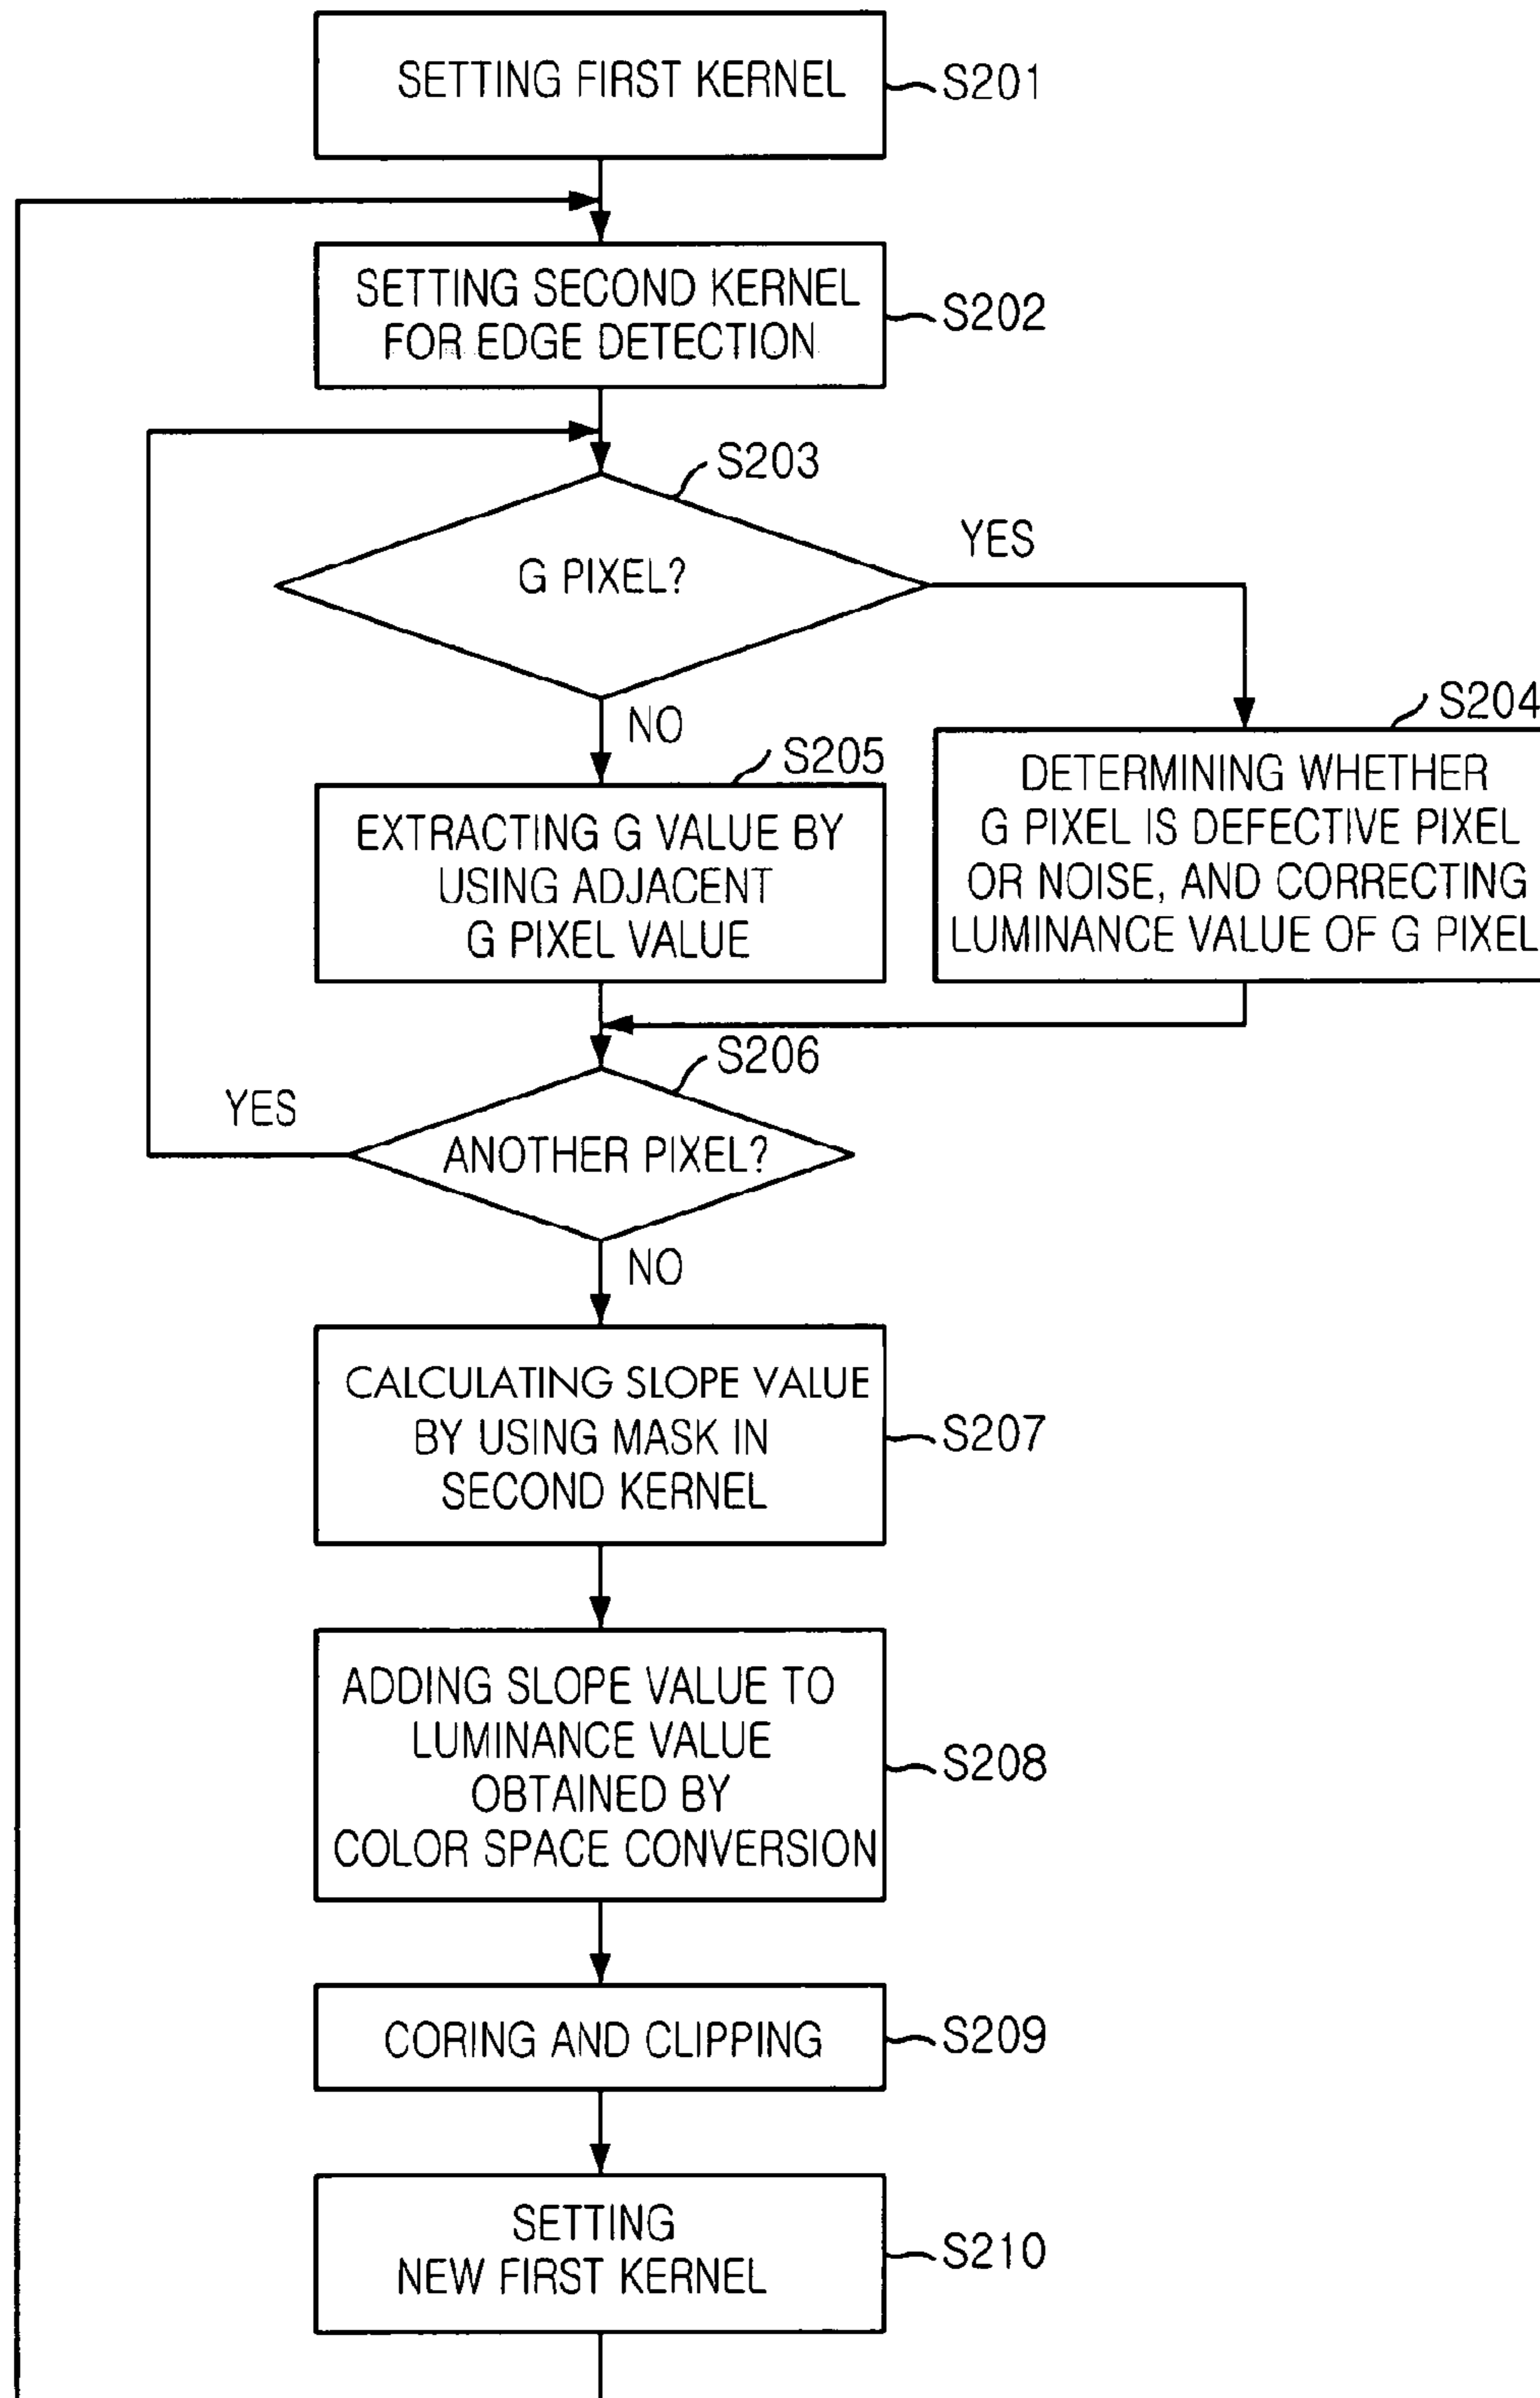 SETTING FIRST KERNEL
S201
SETTING SECOND KERNEL
FOR EDGE DETECTION
S202
S203
G PIXEL?
YES
NO
S204
DETERMINING WHETHER
G PIXEL IS DEFECTIVE PIXEL
OR NOISE, AND CORRECTING
LUMINANCE VALUE OF G PIXEL
S205
EXTRACTING G VALUE BY
USING ADJACENT
G PIXEL VALUE
S206
YES
ANOTHER PIXEL?
NO
CALCULATING SLOPE VALUE
BY USING MASK IN
SECOND KERNEL
S207
ADDING SLOPE VALUE TO
LUMINANCE VALUE
OBTAINED BY
COLOR SPACE CONVERSION
S208
CORING AND CLIPPING
S209
SETTING
NEW FIRST KERNEL
S210